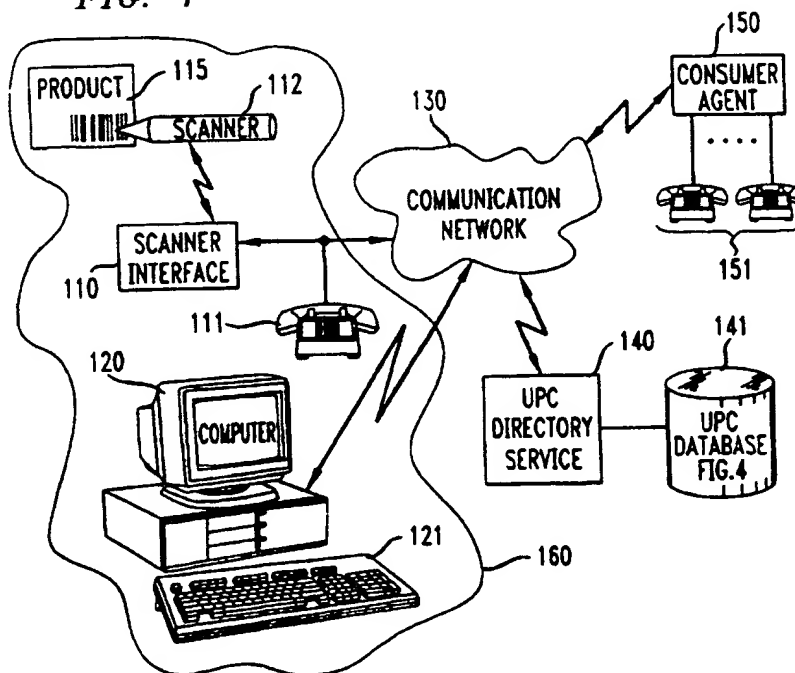 FIG.
150
115
PRODUCT
112
SCANNER
130
CONSUMER
AGENT
COMMUNICATION
NETWORK
SCANNER
INTERFACE
110
151
111
120
COMPUTER
140
141
UPC
DIRECTORY
SERVICE
UPC
DATABASE
FIG.4
121
160